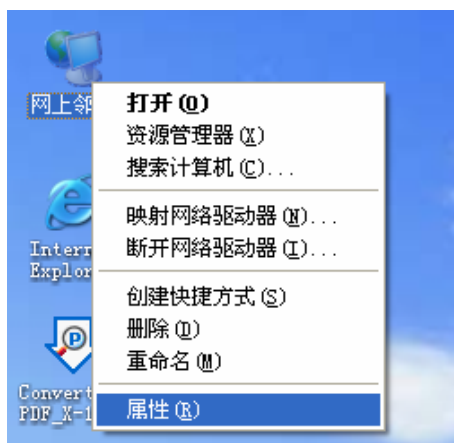 网上邻
打开(O)
资源管理器(X)
搜索计算机(C)...
映射网络驱动器(N)...
断开网络驱动器(I)...
Intern
Explor
创建快捷方式(S)
删除(D)
重命名(M)
Convert
PDF_X-1
属性(R)